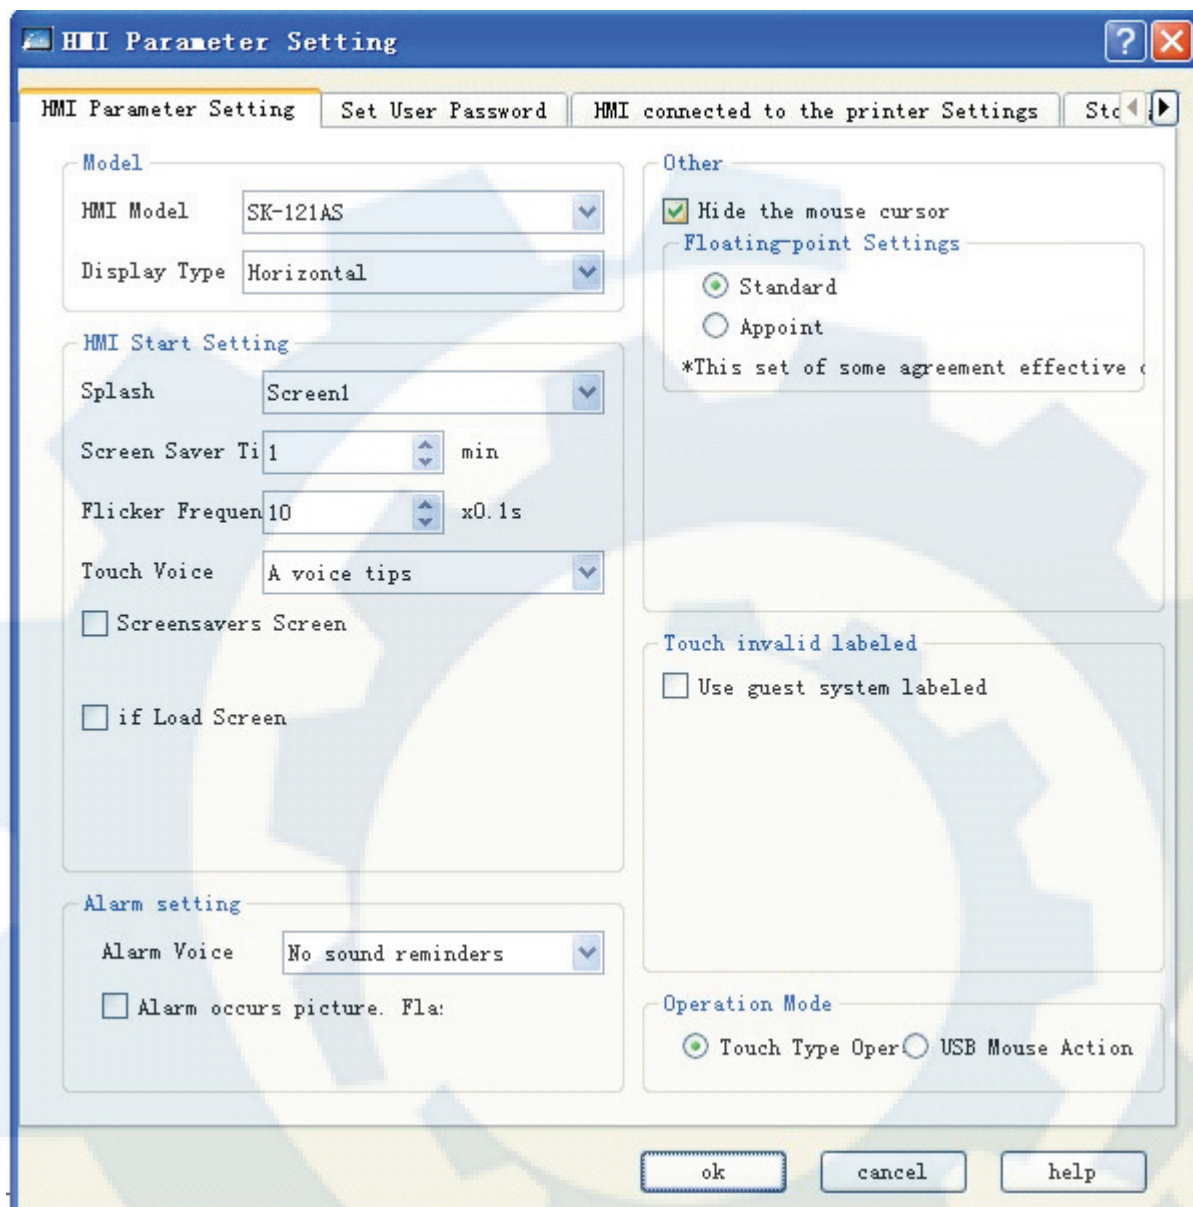 HMI Parameter Setting
HMI Parameter Setting
Set User Password
HMI connected to the printer Settings
Model
HMI Model
SK-121AS
Display Type
Horizontal
HMI Start Setting
Splash
Screen1
Screen Saver Ti
1
min
Flicker Frequen
10
x0.1s
Touch Voice
A voice tips
Screensavers Screen
if Load Screen
Alarm setting
Alarm Voice
No sound reminders
Alarm occurs picture. Fla
Other
Hide the mouse cursor
Floating-point Settings
Standard
Appoint
*This set of some agreement effective
Touch invalid labeled
Use guest system labeled
Operation Mode
Touch Type Oper
USB Mouse Action
ok
cancel
help